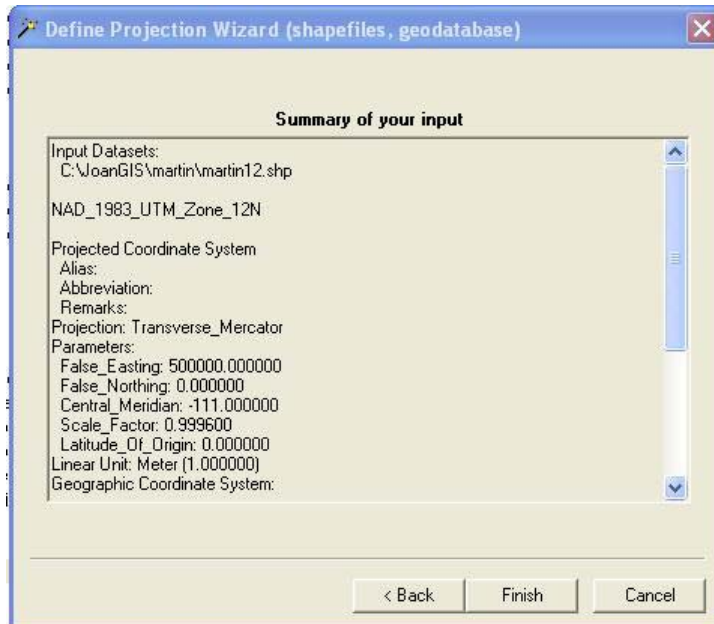 Define Projection Wizard (shapefiles, geodatabase)
Summary of your input
Input Datasets:
C:\JoanGIS\martin\martin12.shp
NAD_1983_UTM_Zone_12N
Projected Coordinate System
Alias:
Abbreviation:
Remarks:
Projection: Transverse_Mercator
Parameters:
False_Easting: 500000.000000
False_Northing: 0.000000
Central_Meridian: -111.000000
Scale_Factor: 0.999600
Latitude_Of_Origin: 0.000000
Linear Unit: Meter (1.000000)
Geographic Coordinate System:
< Back
Finish
Cancel